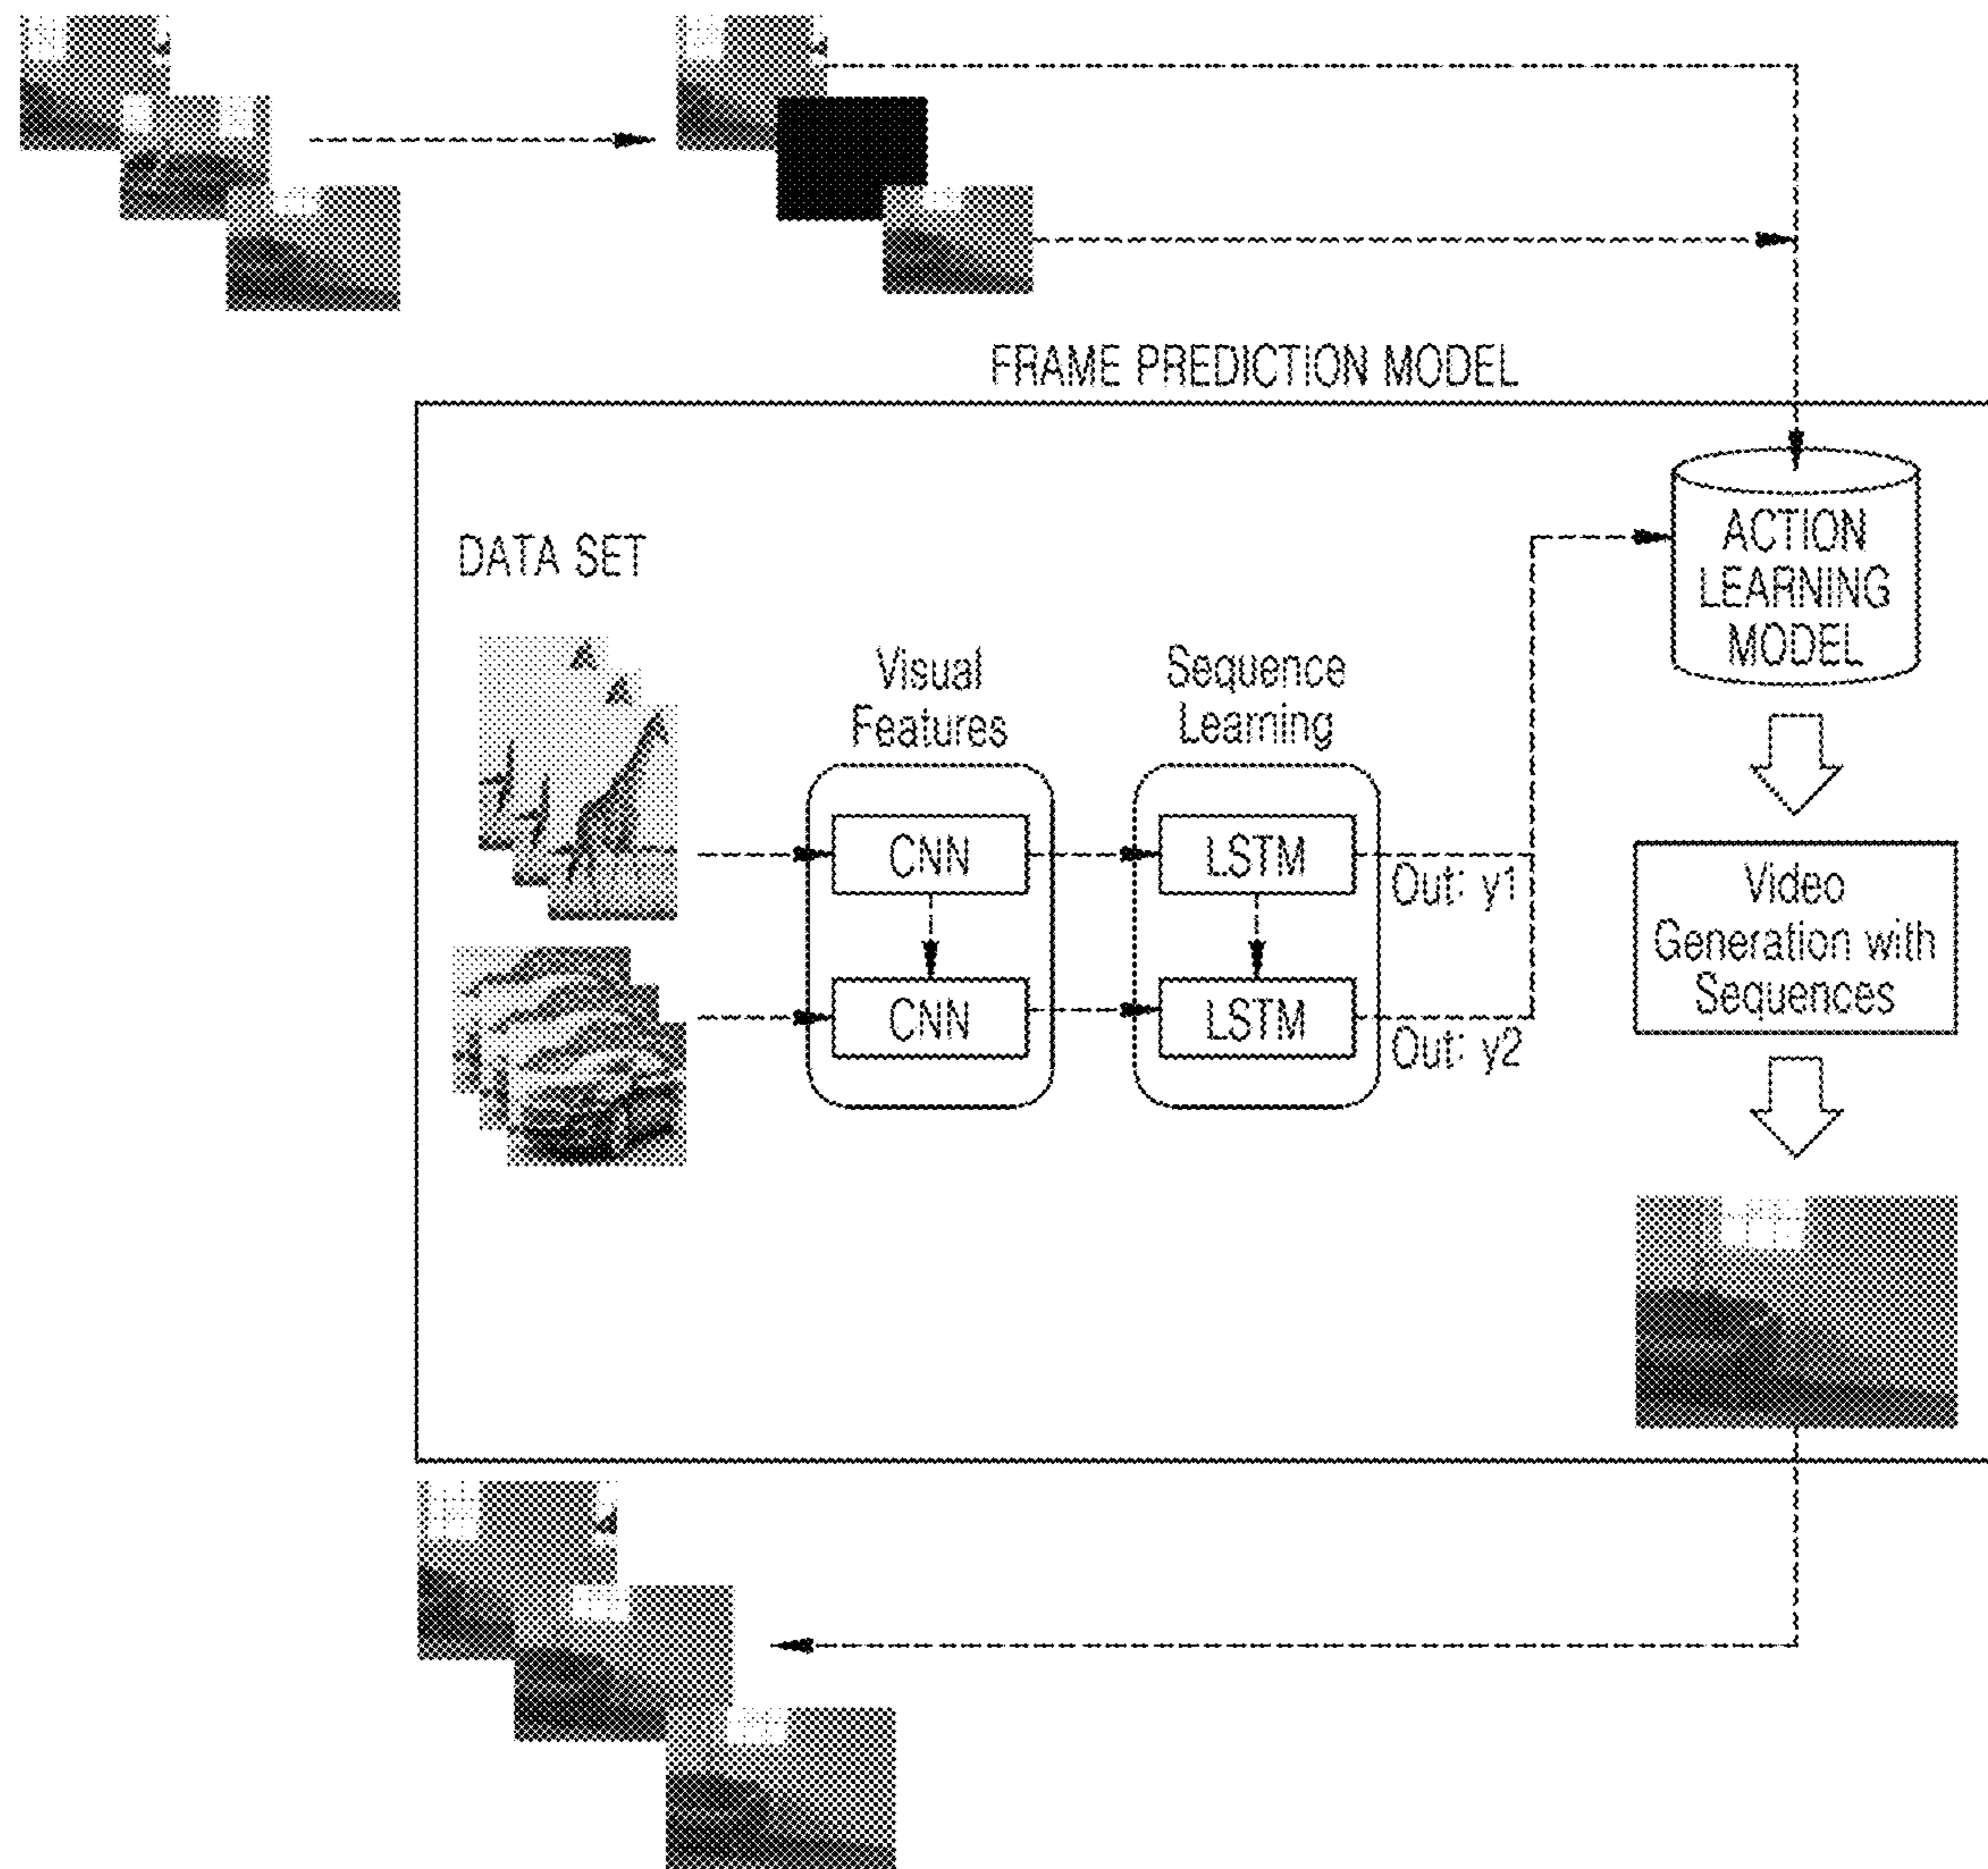 FRAME PREDICTION MODEL
DATA SET
ACTION
LEARNING
MODEL
Visual
Features
Sequence
Learning
CNN
LSTM
Out: y1
CNN
LSTM
Out: y2
Video
Generation with
Sequences